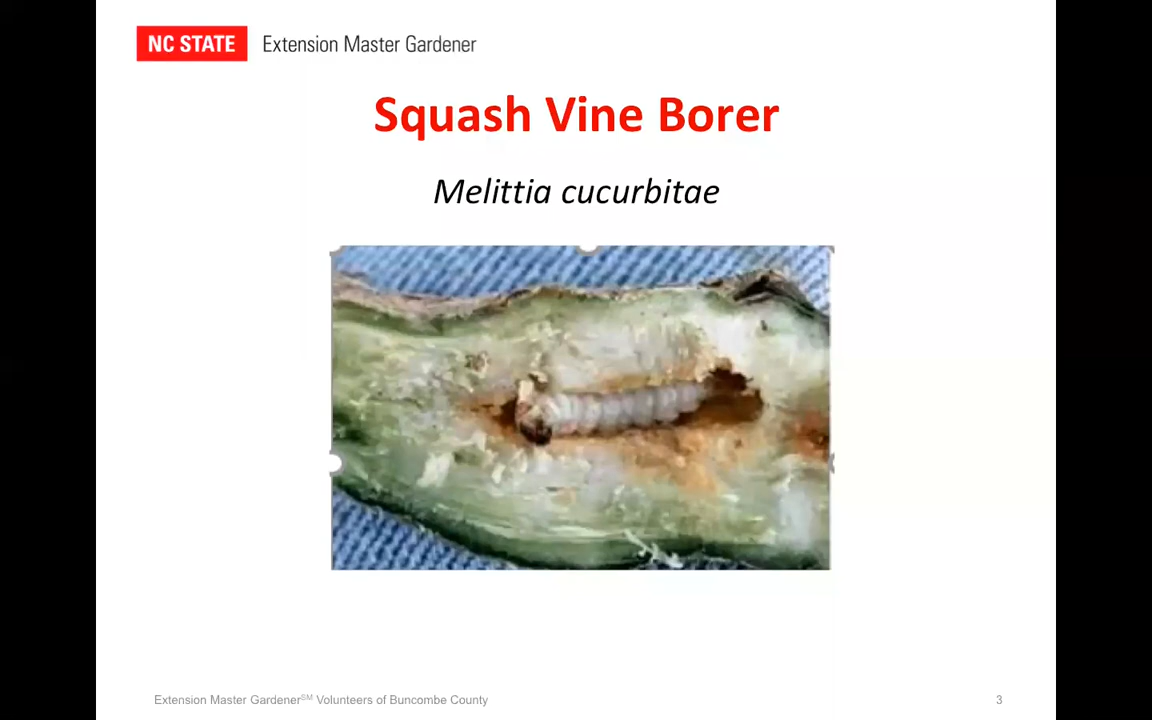 NC STATE Extension Master Gardener
Squash Vine Borer
Melittia cucurbitae
Extension Master GardenerSM Volunteers of Buncombe County 3